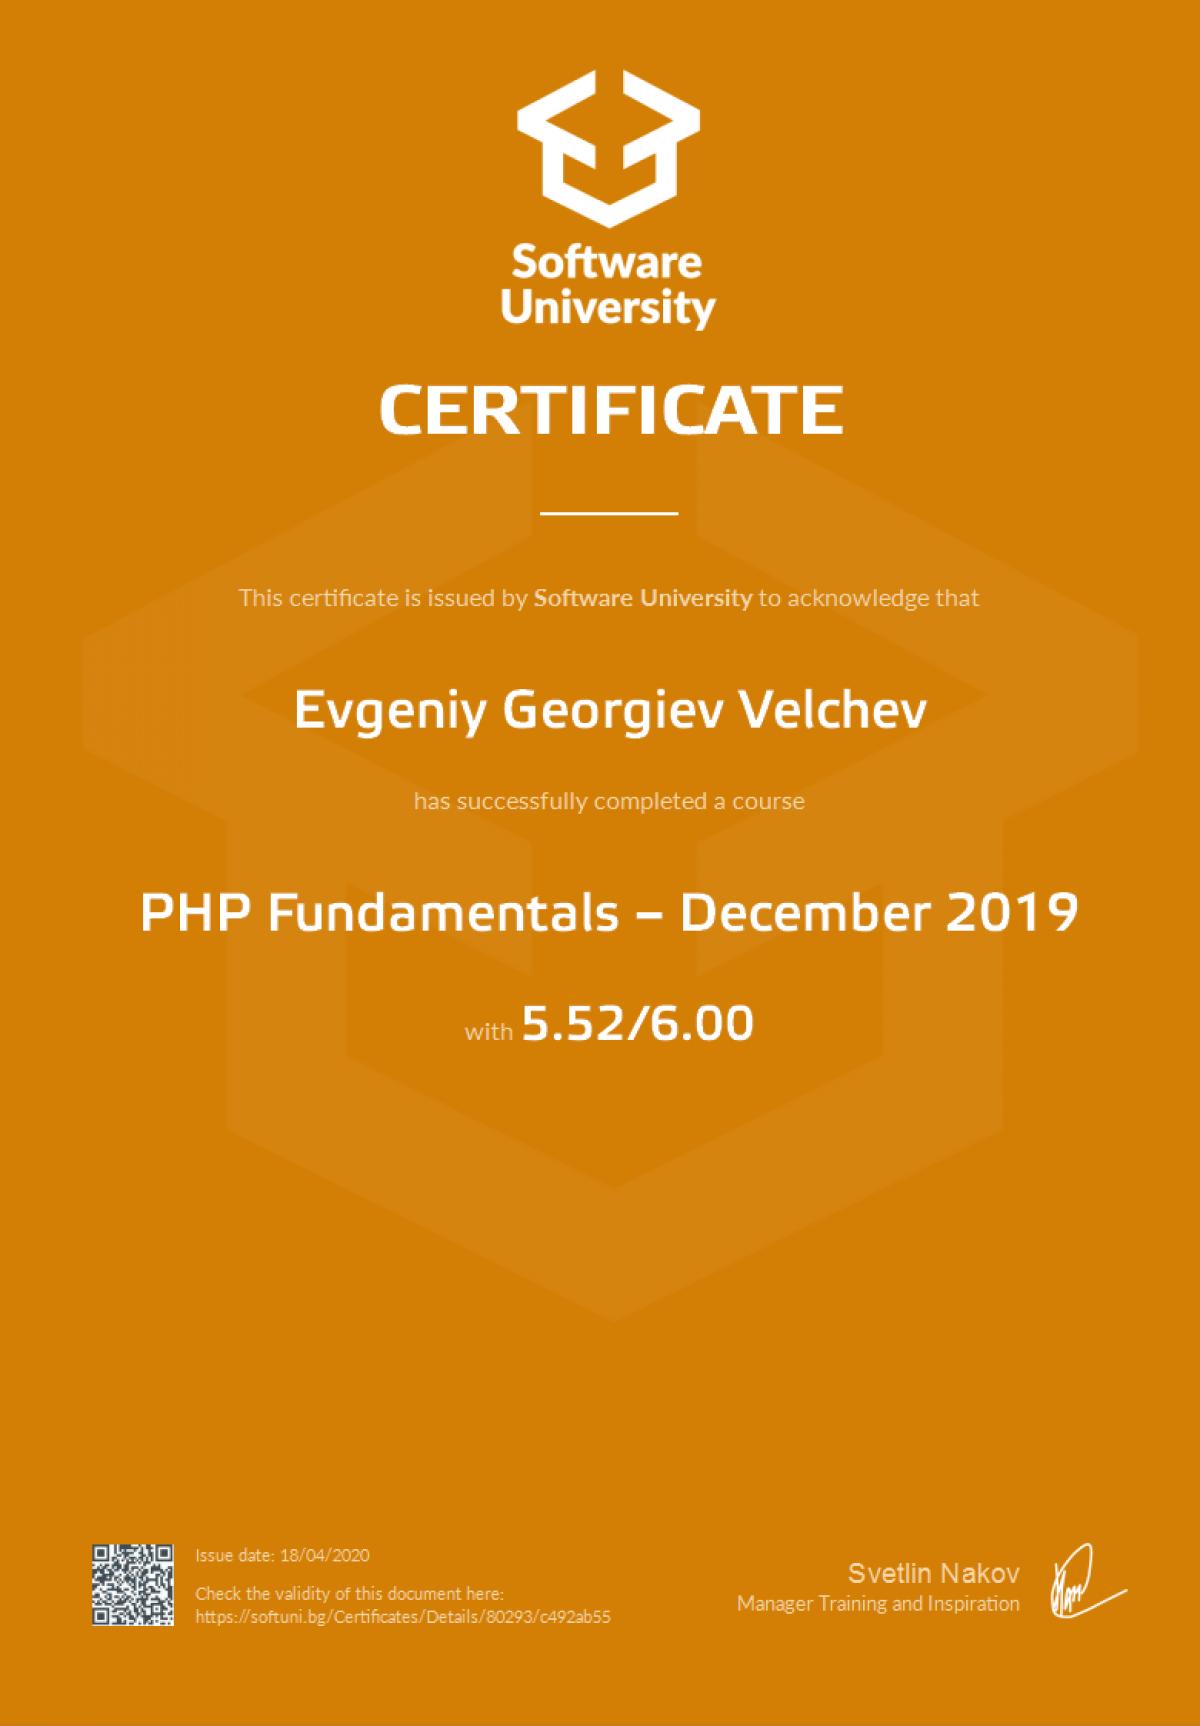 Software
University
CERTIFICATE
This certificate is issued by Software University to acknowledge that
Evgeniy Georgiev Velchev
has successfully completed a course
PHP Fundamentals – December 2019
with 5.52/6.00
Issue date: 18/04/2020
Check the validity of this document here:
https://softuni.bg/Certificates/Details/80293/c492ab55
Svetlin Nakov
Manager Training and Inspiration